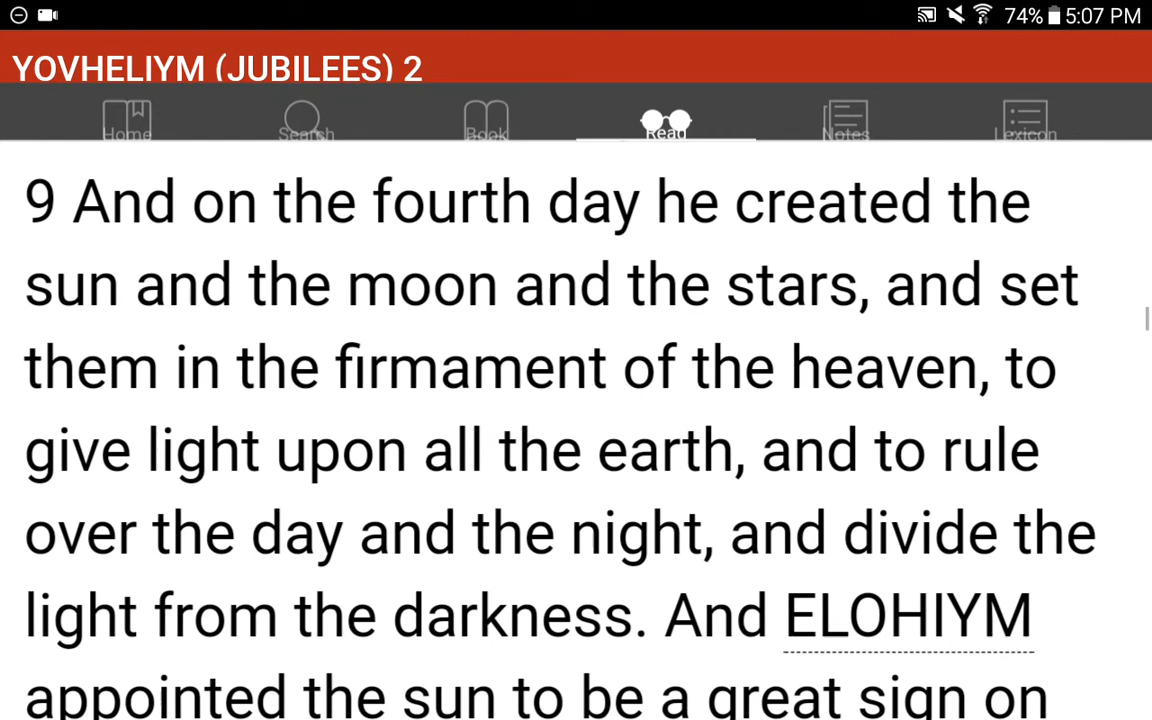 74% 5:07 PM
YOVHELIYM (JUBILEES) 2
Home Search Book Read Notes Lexicon
9 And on the fourth day he created the
sun and the moon and the stars, and set
them in the firmament of the heaven, to
give light upon all the earth, and to rule
over the day and the night, and divide the
light from the darkness. And ELOHIYM
appointed the sun to be a great sign on